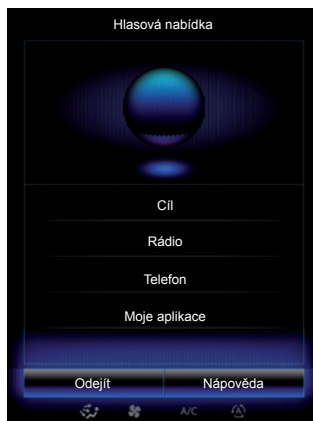 Hlasová nabídka
Cíl
Rádio
Telefon
Moje aplikace
Odejít Nápověda
A/C A